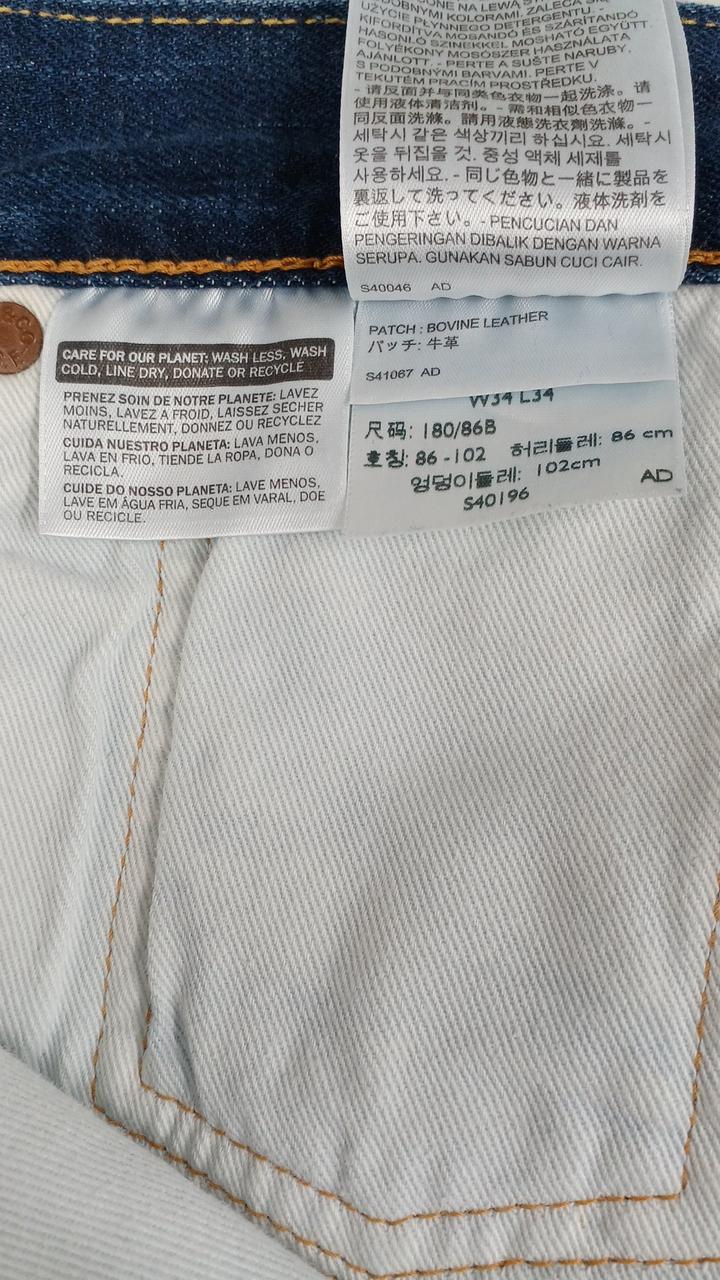 UŻYCIE PŁYNNEGO DETERGENTU. -
KIFORDÍTVA MOSANDÓ ÉS SZÁRÍTANDÓ
HASONLÓ SZINEKKEL MOSHATÓ EGYÜTT.
FOLYÉKONY MOSÓSZER HASZNÁLATA
AJÁNLOTT. - PERTE A SUŠTE NARUBY,
S PODOBNÝMI BARVAMI. PERTE V
TEKUTÉM PRACÍM PROSTŘEDKU.
- 请反面并与同类色衣物一起洗涤。请
使用液体清洁剂。- 需和相似色衣物一
同反面洗滌。請用液態洗衣劑洗滌。-
세탁시 같은 색상끼리 하십시요. 세탁시
옷을 뒤집을 것. 중성 액체 세제를
사용하세요. - 同じ色物と一緒に製品を
裏返して洗ってください。液体洗剤を
ご使用下さい。- PENCUCIAN DAN
PENGERINGAN DIBALIK DENGAN WARNA
SERUPA. GUNAKAN SABUN CUCI CAIR.
S40046 AD
PATCH : BOVINE LEATHER
パッチ: 牛革
S41067 AD
W34 L34
尺码: 180/86B
호칭: 86 -102 허리둘레: 86 cm
엉덩이둘레: 102cm
S40196 AD
&CO
CARE FOR OUR PLANET: WASH LESS, WASH
COLD, LINE DRY, DONATE OR RECYCLE
PRENEZ SOIN DE NOTRE PLANETE: LAVEZ
MOINS, LAVEZ A FROID, LAISSEZ SECHER
NATURELLEMENT, DONNEZ OU RECYCLEZ
CUIDA NUESTRO PLANETA: LAVA MENOS,
LAVA EN FRIO, TIENDE LA ROPA, DONA O
RECICLA.
CUIDE DO NOSSO PLANETA: LAVE MENOS,
LAVE EM ÁGUA FRIA, SEQUE EM VARAL, DOE
OU RECICLE.